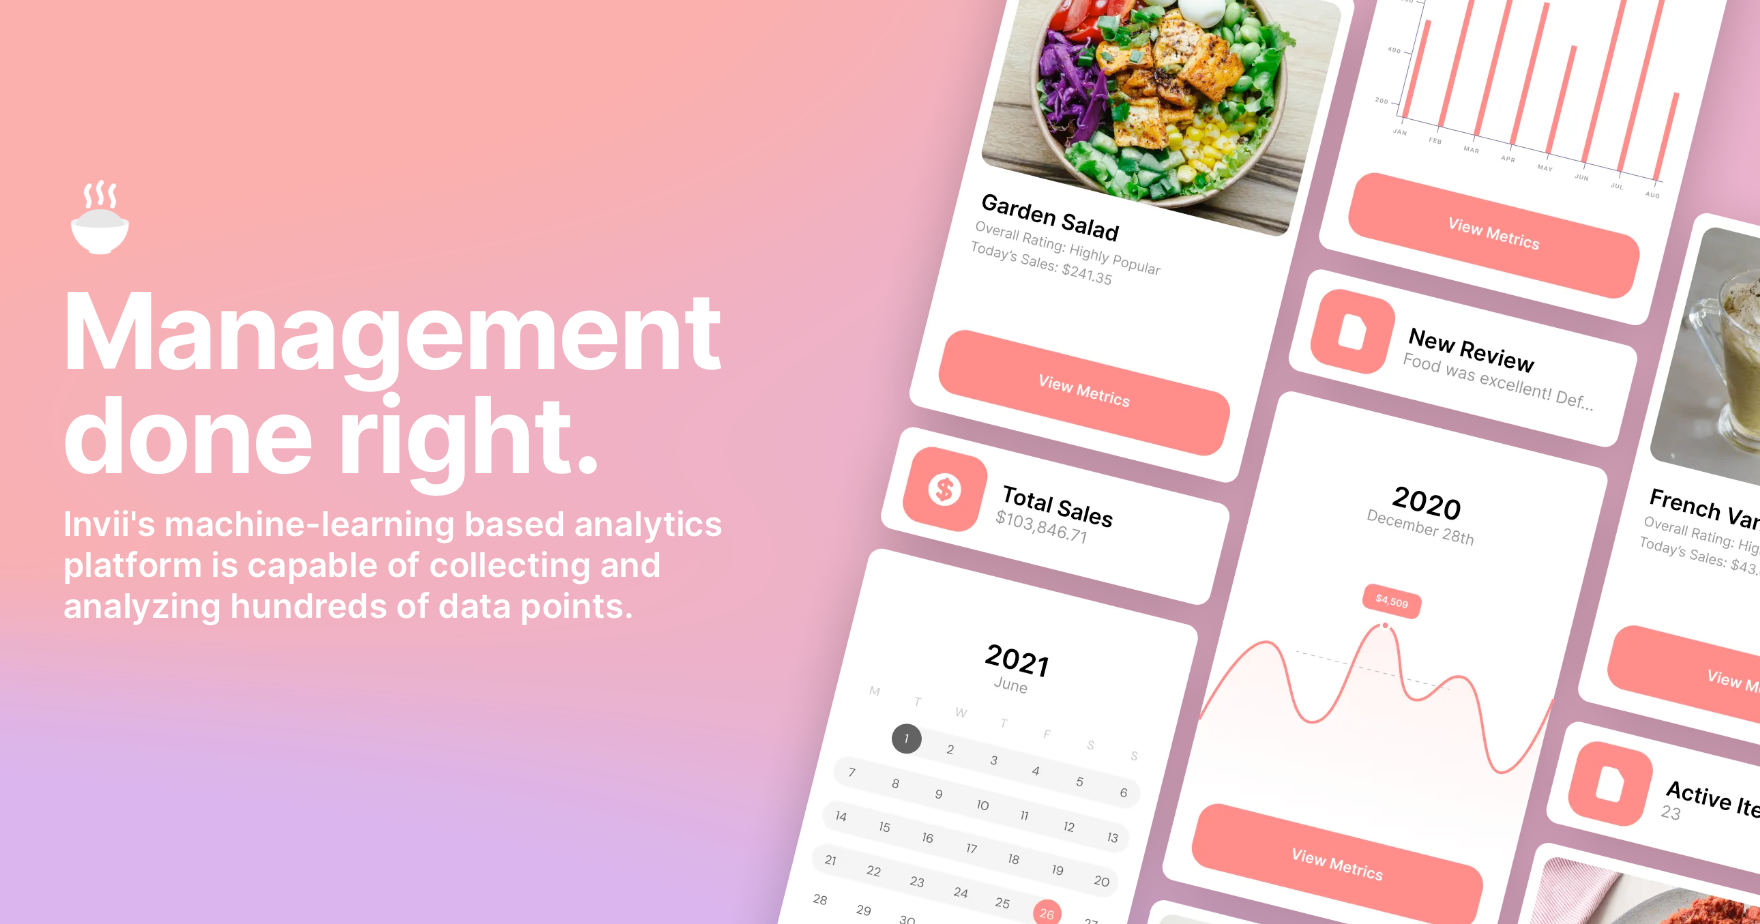 Management
done right.
Invii's machine-learning based analytics
platform is capable of collecting and
analyzing hundreds of data points.
Garden Salad
Overall Rating: Highly Popular
Today's Sales: $241.35
View Metrics
Total Sales
$103,846.71
2021
June
M T W T F S S
1 2 3 4 5 6
7 8 9 10 11 12 13
14 15 16 17 18 19 20
21 22 23 24 25 26 27
28 29 30
400
200
JAN FEB MAR APR MAY JUN JUL AUG
View Metrics
New Review
Food was excellent! Def...
2020
December 28th
$4,509
View Metrics
French Van
Overall Rating: Hig
Today's Sales: $43.
View M
Active Ite
23